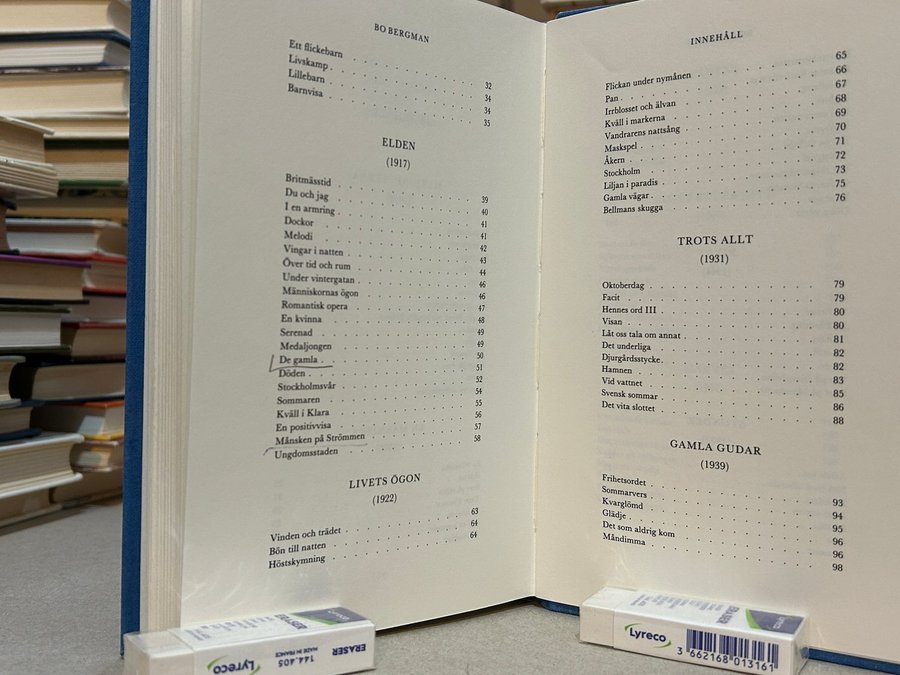 BO BERGMAN
Ett flickebarn 32
Livskamp 34
Lillebarn 34
Barnvisa 35
ELDEN
(1917)
Britmässtid 39
Du och jag 40
I en armring 41
Dockor 41
Melodi 42
Vingar i natten 43
Över tid och rum 44
Under vintergatan 46
Människornas ögon 46
Romantisk opera 47
En kvinna 48
Serenad 49
Medaljongen 49
De gamla 50
Döden 51
Stockholmsvår 52
Sommaren 54
Kväll i Klara 55
En positivvisa 56
Månsken på Strömmen 57
Ungdomsstaden 58
LIVETS ÖGON
(1922)
Vinden och trädet 63
Bön till natten 64
Höstskymning 64
INNEHÅLL
Flickan under nymånen 65
Pan 66
Irrblosset och älvan 67
Kväll i markerna 68
Vandrarens nattsång 69
Maskspel 70
Åkern 71
Stockholm 72
Liljan i paradis 73
Gamla vägar 75
Bellmans skugga 76
TROTS ALLT
(1931)
Oktoberdag 79
Facit 79
Hennes ord III 80
Visan 80
Låt oss tala om annat 81
Det underliga 82
Djurgårdsstycke 82
Hamnen 83
Vid vattnet 85
Svensk sommar 86
Det vita slottet 88
GAMLA GUDAR
(1939)
Frihetsordet 93
Sommarvers 94
Kvarglömd 95
Glädje 96
Det som aldrig kom 96
Måndimma 98
Lyreco
144.405
ERASER
MADE IN FRANCE
Lyreco
ERASER
3 662168 013161